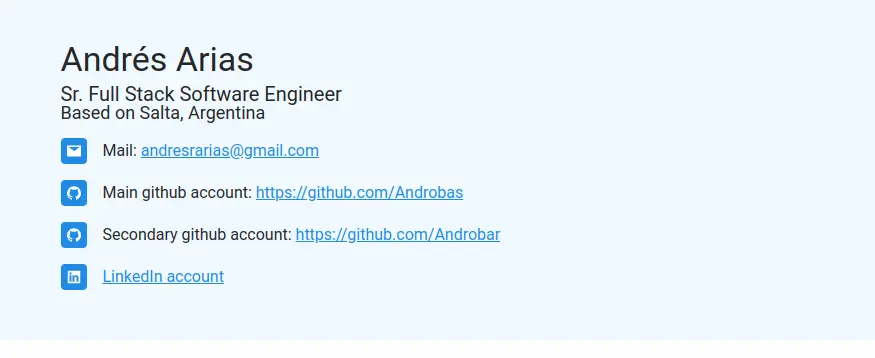 Andrés Arias
Sr. Full Stack Software Engineer
Based on Salta, Argentina
Mail: andresrarias@gmail.com
Main github account: https://github.com/Androbas
Secondary github account: https://github.com/Androbar
LinkedIn account